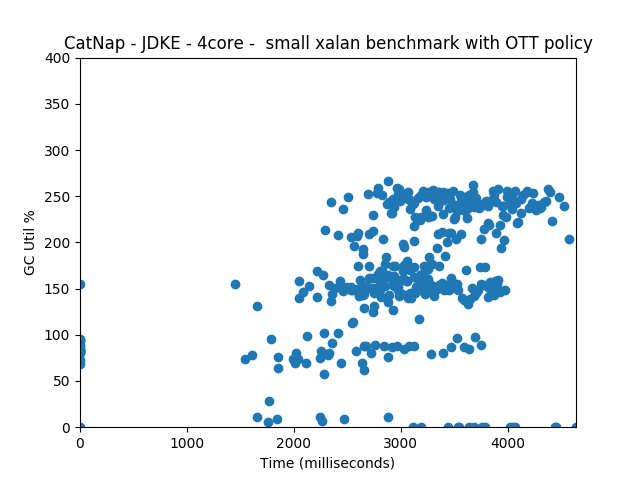 CatNap - JDKE - 4core -  small xalan benchmark with OTT policy
400
350
300
250
200
150
100
50
0
GC Util %
0 1000 2000 3000 4000
Time (milliseconds)